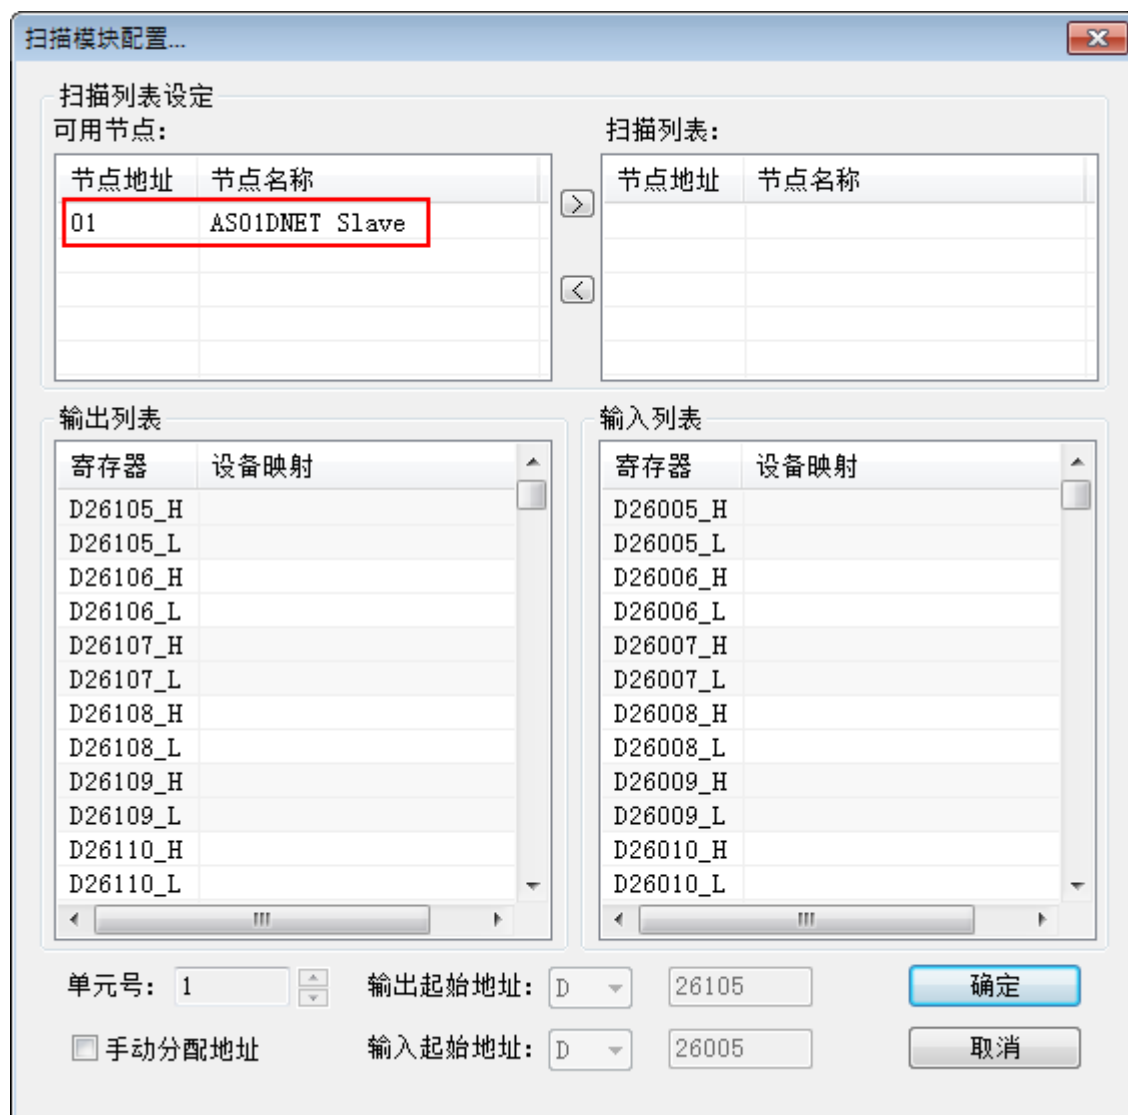 扫描模块配置...
扫描列表设定
可用节点:
节点地址 节点名称
01 AS01DNET Slave
>
<
扫描列表:
节点地址 节点名称
输出列表
寄存器 设备映射
D26105_H
D26105_L
D26106_H
D26106_L
D26107_H
D26107_L
D26108_H
D26108_L
D26109_H
D26109_L
D26110_H
D26110_L
输入列表
寄存器 设备映射
D26005_H
D26005_L
D26006_H
D26006_L
D26007_H
D26007_L
D26008_H
D26008_L
D26009_H
D26009_L
D26010_H
D26010_L
单元号: 1 输出起始地址: D 26105 确定
手动分配地址 输入起始地址: D 26005 取消